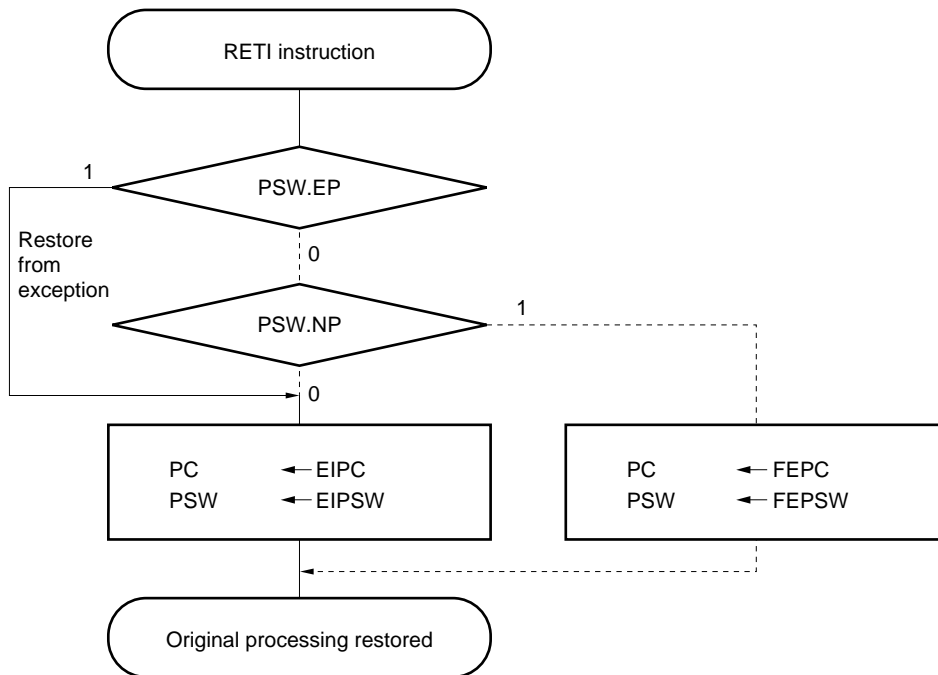 RETI instruction
1
PSW.EP
Restore
from
exception
0
PSW.NP
1
0
PC ← EIPC
PSW ← EIPSW
PC ← FEPC
PSW ← FEPSW
Original processing restored